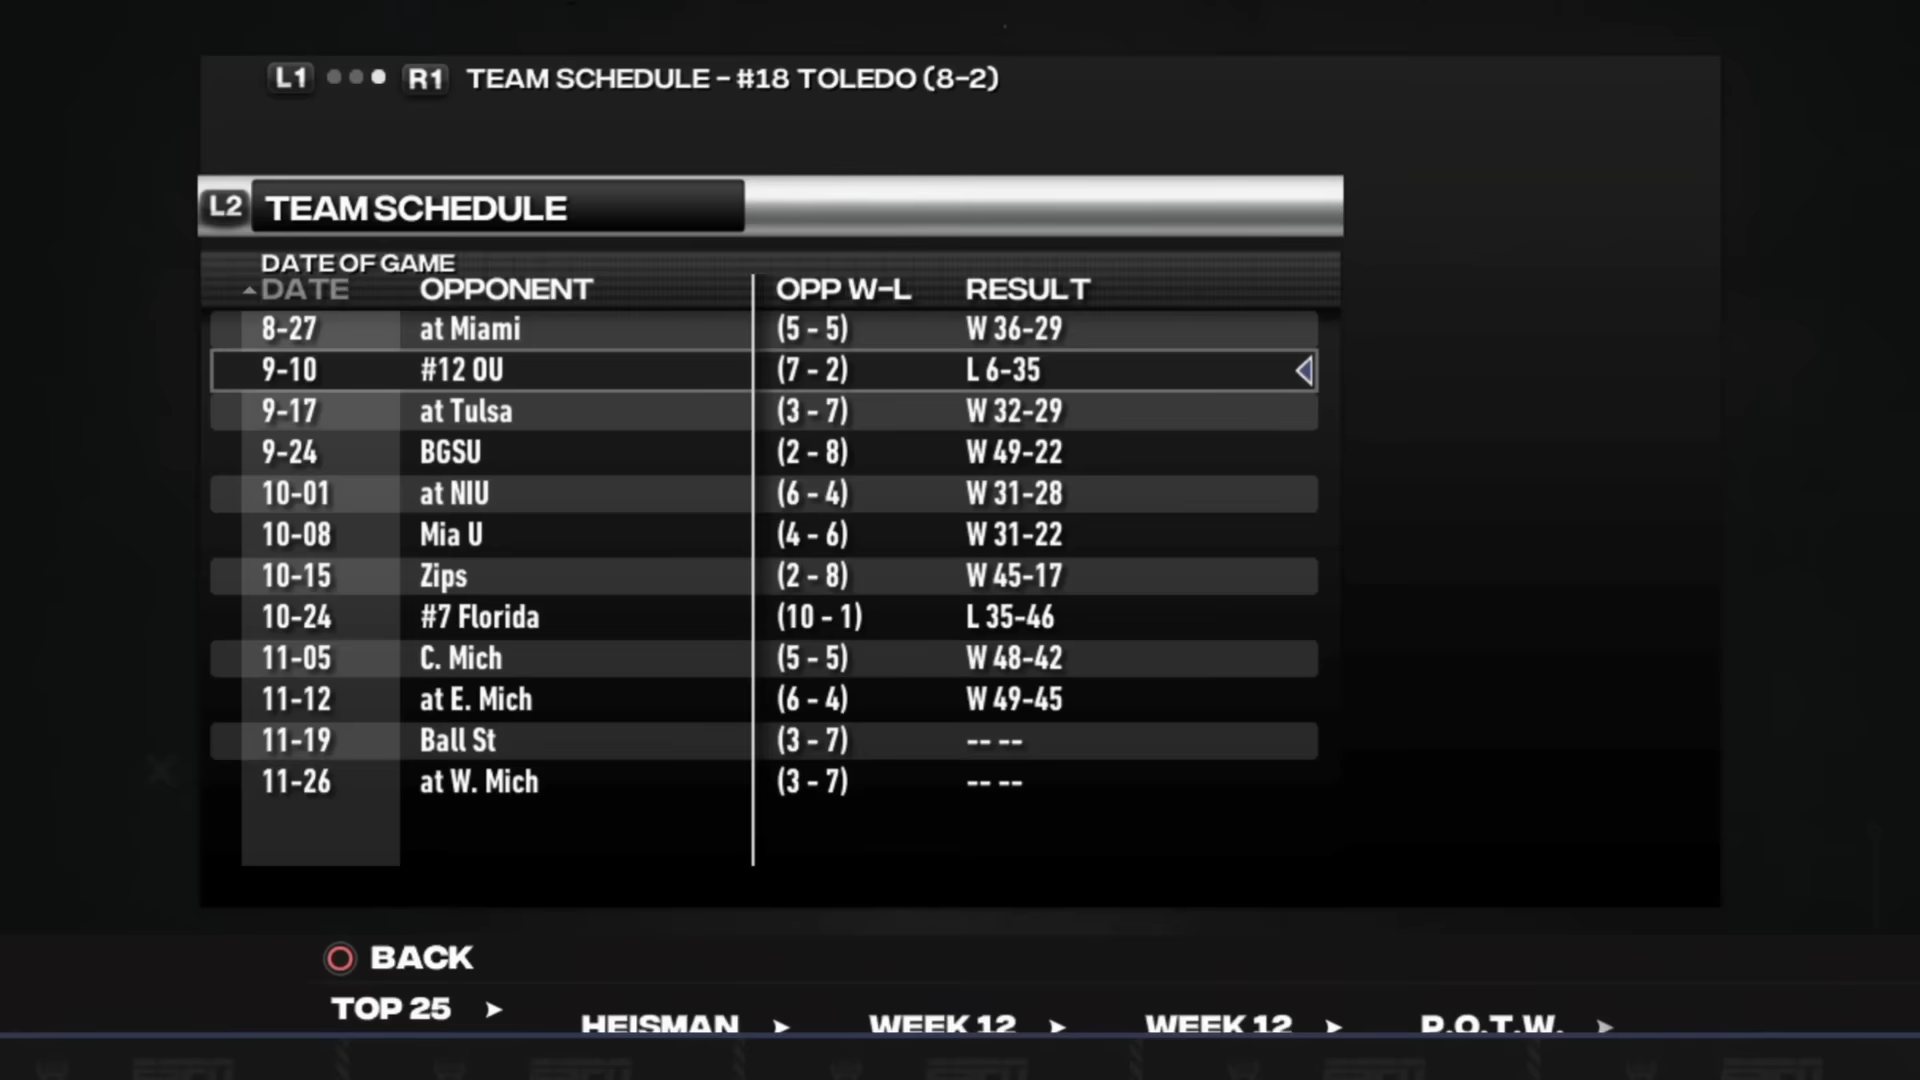 L1 R1 TEAM SCHEDULE - #18 TOLEDO (8-2)
L2 TEAM SCHEDULE
DATE OF GAME
DATE OPPONENT OPP W-L RESULT
8-27 at Miami (5 - 5) W 36-29
9-10 #12 OU (7 - 2) L 6-35
9-17 at Tulsa (3 - 7) W 32-29
9-24 BGSU (2 - 8) W 49-22
10-01 at NIU (6 - 4) W 31-28
10-08 Mia U (4 - 6) W 31-22
10-15 Zips (2 - 8) W 45-17
10-24 #7 Florida (10 - 1) L 35-46
11-05 C. Mich (5 - 5) W 48-42
11-12 at E. Mich (6 - 4) W 49-45
11-19 Ball St (3 - 7) -- --
11-26 at W. Mich (3 - 7) -- --
BACK
TOP 25 HEISMAN WEEK 12 WEEK 12 P.O.T.W.